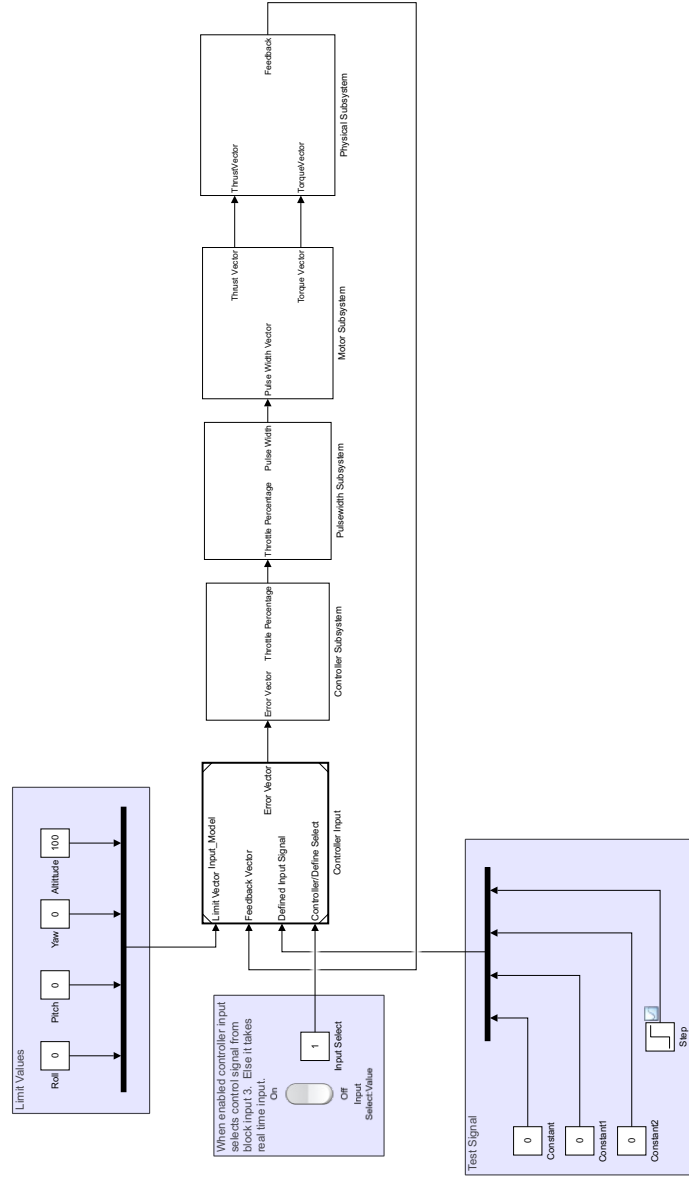 Limit Values
Roll
0
Pitch
0
Yaw
0
Altittude
100
When enabled controller input
selects control signal from
block input 3. Else it takes
real time input.
On
Off
Input
Select:Value
1
Input Select
Limit Vector
Input_Model
Feedback Vector
Defined Input Signal
Controller/Define Select
Error Vector
Controller Input
Error Vector
Throttle Percentage
Controller Subsystem
Throttle Percentage
Pulse Width
Pulsewidth Subsystem
Pulse Width Vector
Thrust Vector
Torque Vector
Motor Subsystem
ThrustVector
TorqueVector
Feedback
Physical Subsystem
Test Signal
0
Constant
0
Constant1
0
Constant2
Step